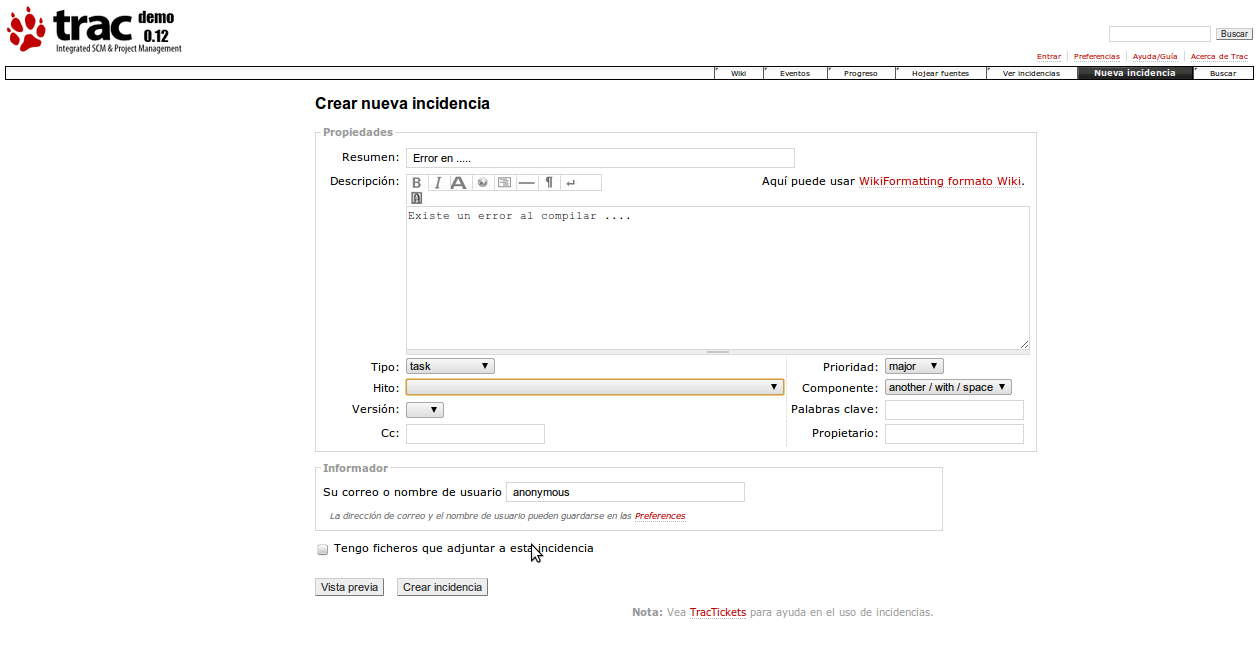 trac demo
0.12
Integrated SCM & Project Management
Buscar
Entrar Preferencias Ayuda/Guía Acerca de Trac
Wiki Eventos Progreso Hojear fuentes Ver incidencias Nueva incidencia Buscar
Crear nueva incidencia
Propiedades
Resumen: Error en .....
Descripción: B I A ¶ Aquí puede usar WikiFormatting formato Wiki.
Existe un error al compilar ....
Tipo: task Prioridad: major
Hito: Componente: another / with / space
Versión: Palabras clave:
Cc: Propietario:
Informador
Su correo o nombre de usuario anonymous
La dirección de correo y el nombre de usuario pueden guardarse en las Preferences
Tengo ficheros que adjuntar a esta incidencia
Vista previa Crear incidencia
Nota: Vea TracTickets para ayuda en el uso de incidencias.